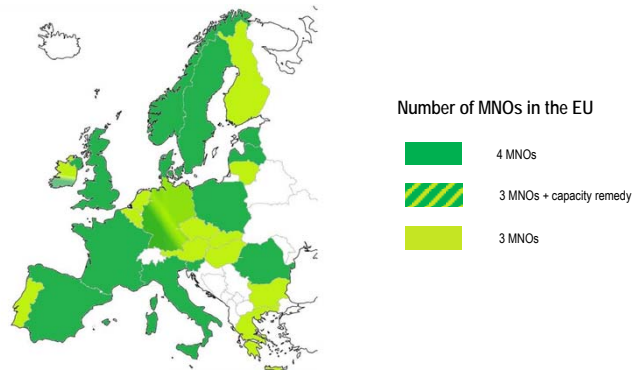 Number of MNOs in the EU
4 MNOs
3 MNOs + capacity remedy
3 MNOs